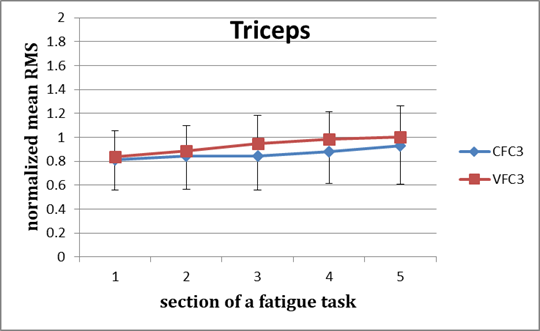 Triceps
normalized mean RMS
2
1.8
1.6
1.4
1.2
1
0.8
0.6
0.4
0.2
0
1 2 3 4 5
section of a fatigue task
CFC3
VFC3